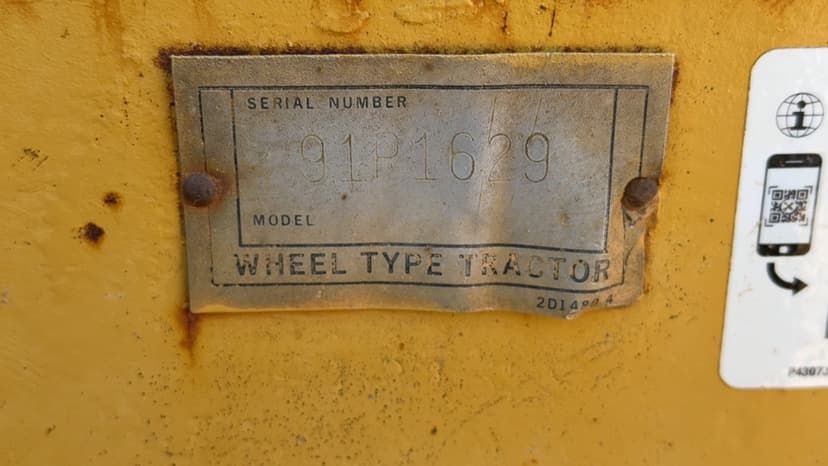 SERIAL NUMBER
91P1629
MODEL
WHEEL TYPE TRACTOR